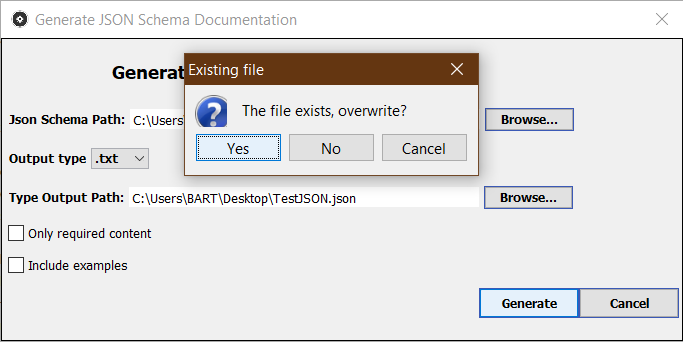 Generate JSON Schema Documentation
Existing file
Genera
The file exists, overwrite?
Json Schema Path: C:\Users
Browse...
Yes No Cancel
Output type .txt
Type Output Path: C:\Users\BART\Desktop\TestJSON.json Browse...
Only required content
Include examples
Generate Cancel